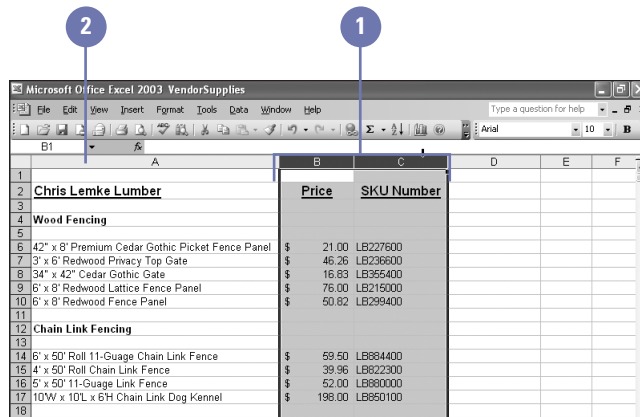 2
1
Microsoft Office Excel 2003 VendorSupplies
File Edit View Insert Format Tools Data Window Help Type a question for help
Arial 10 B
B1 fx
A B C D E F
1
2 Chris Lemke Lumber Price SKU Number
3
4 Wood Fencing
5
6 42" x 8' Premium Cedar Gothic Picket Fence Panel $ 21.00 LB227600
7 3' x 6' Redwood Privacy Top Gate $ 46.26 LB236600
8 34" x 42" Cedar Gothic Gate $ 16.83 LB355400
9 6' x 8' Redwood Lattice Fence Panel $ 76.00 LB215000
10 6' x 8' Redwood Fence Panel $ 50.82 LB299400
11
12 Chain Link Fencing
13
14 6' x 50' Roll 11-Guage Chain Link Fence $ 59.50 LB884400
15 4' x 50' Roll Chain Link Fence $ 39.96 LB822300
16 5' x 50' 11-Guage Link Fence $ 52.00 LB880000
17 10'W x 10'L x 6'H Chain Link Dog Kennel $ 198.00 LB850100
18